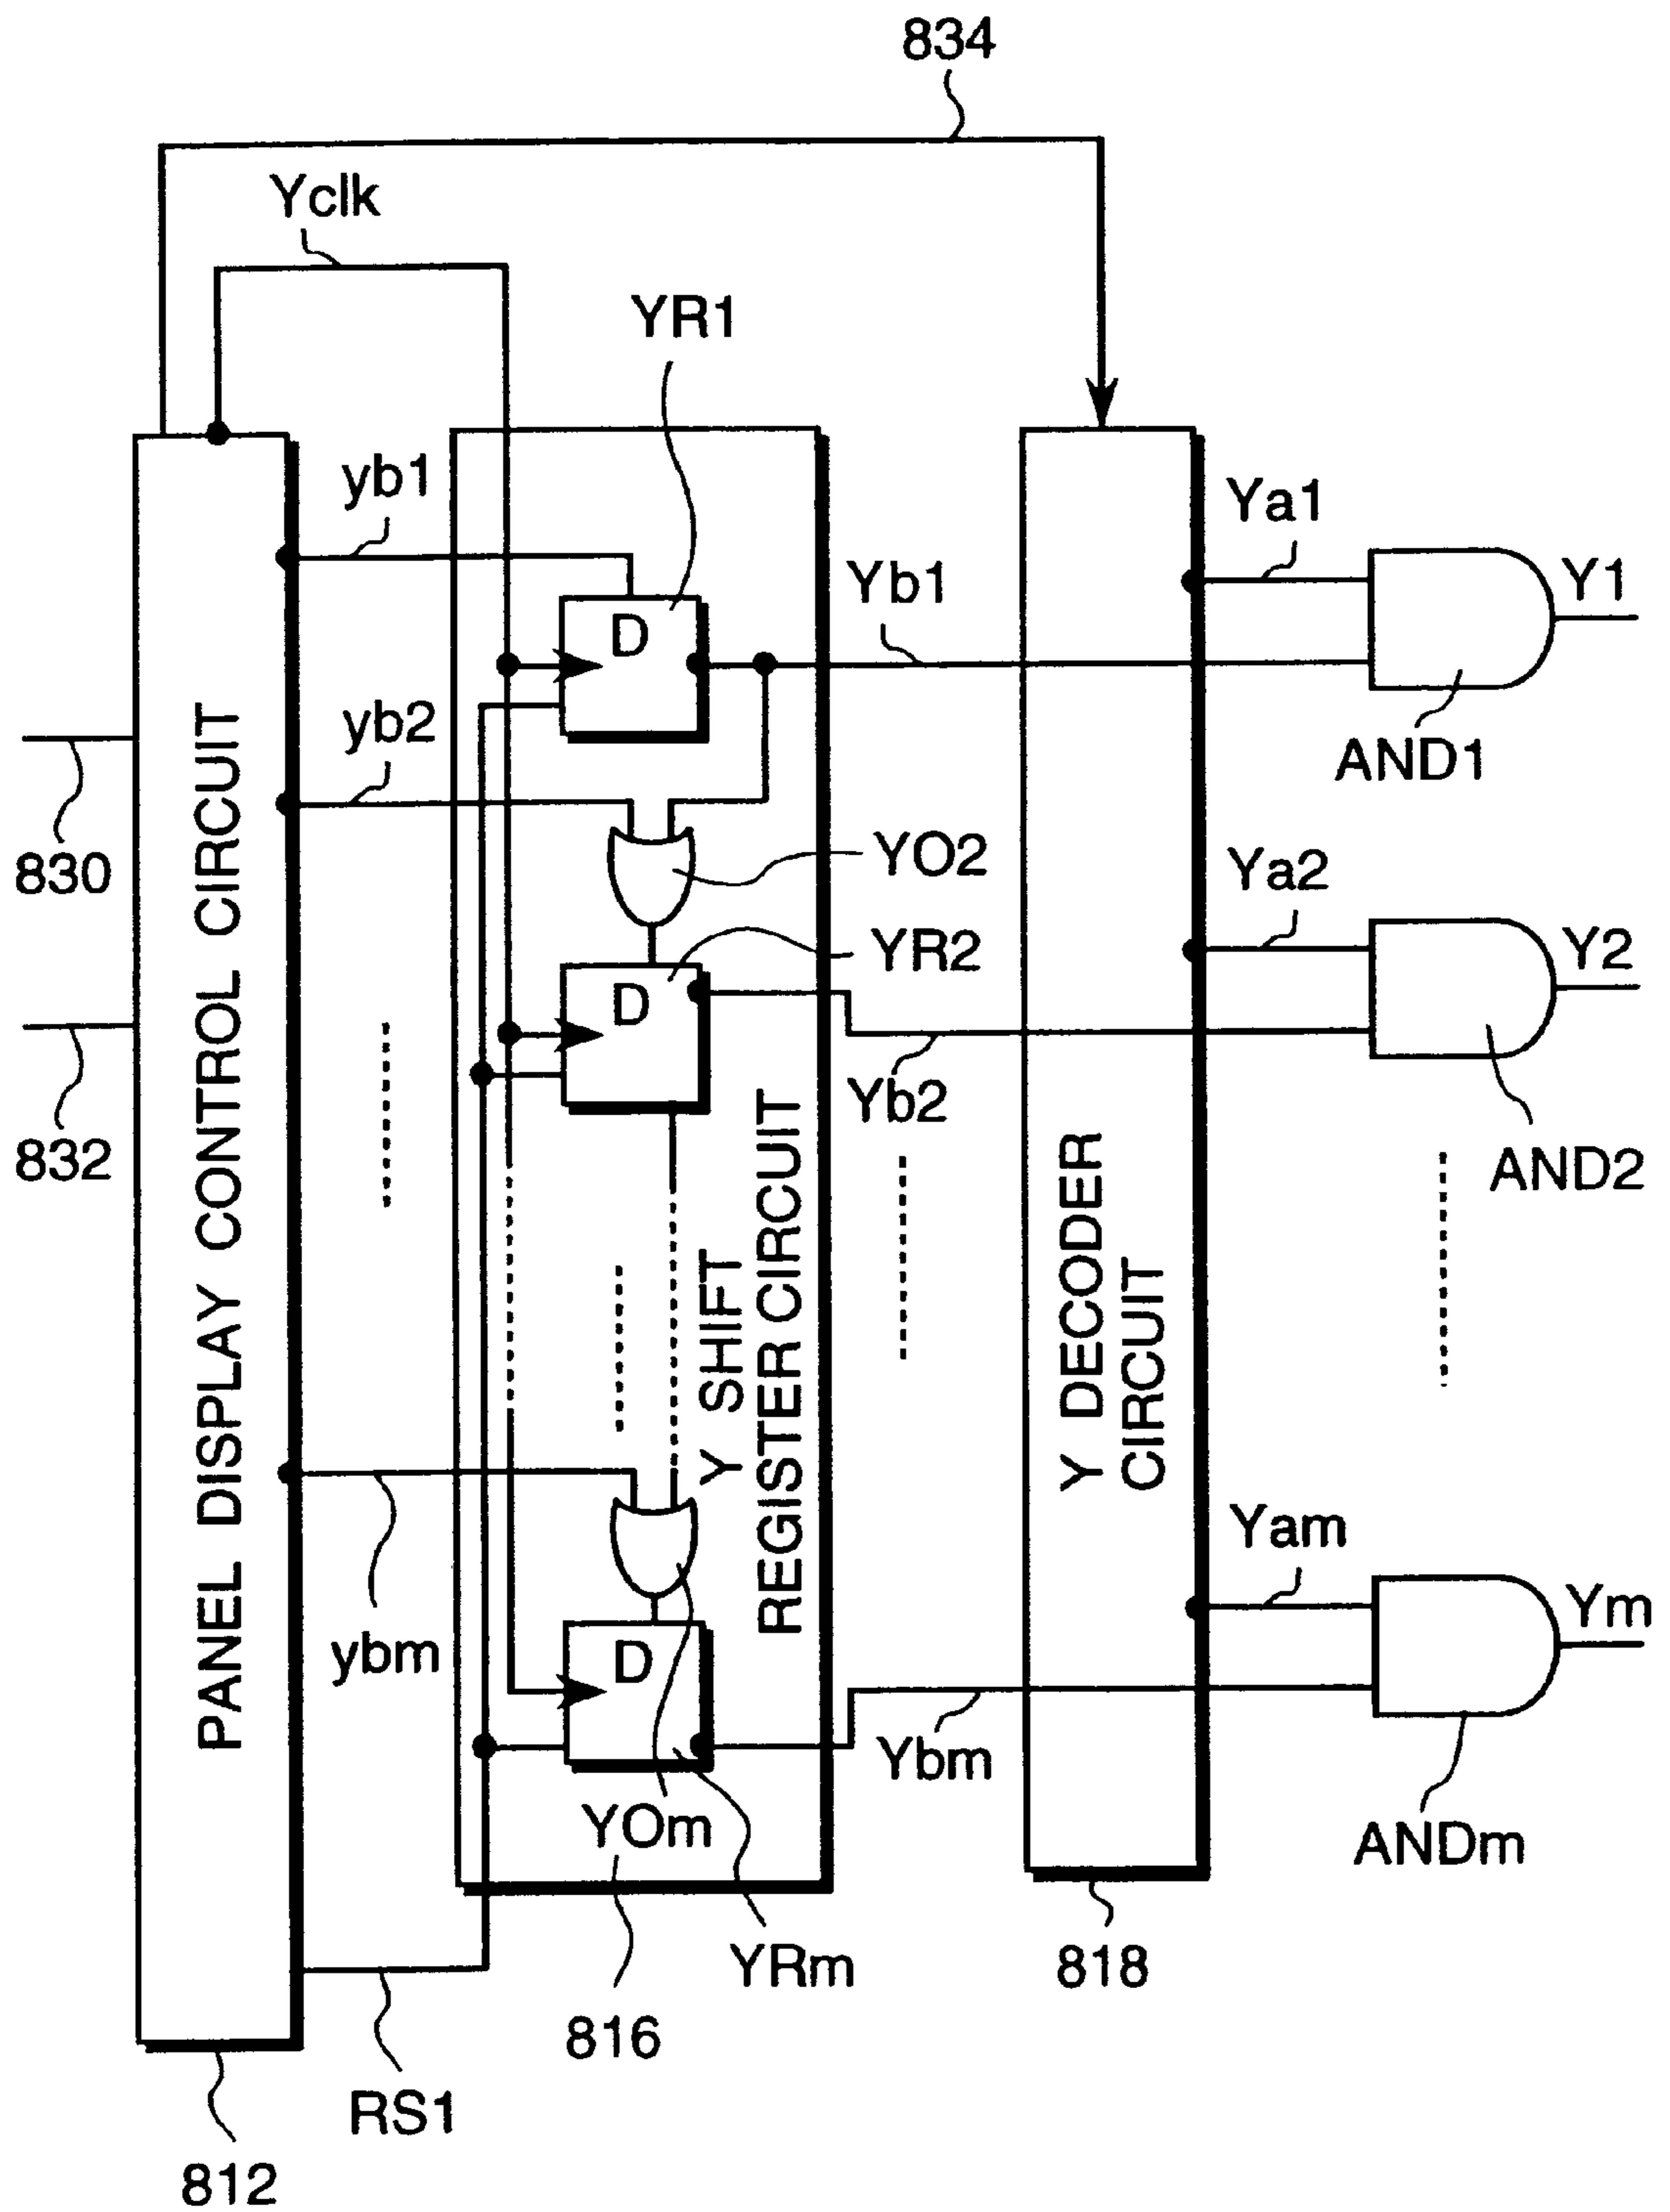 834
Yclk
YR1
yb1
Ya1
Yb1
Y1
D
yb2
AND1
830
YO2
Ya2
YR2
Y2
D
832
Yb2
AND2
PANEL DISPLAY CONTROL CIRCUIT
Y SHIFT
REGISTER CIRCUIT
Y DECODER
CIRCUIT
Yam
Ym
ybm
D
Ybm
YOm
ANDm
YRm
818
816
RS1
812